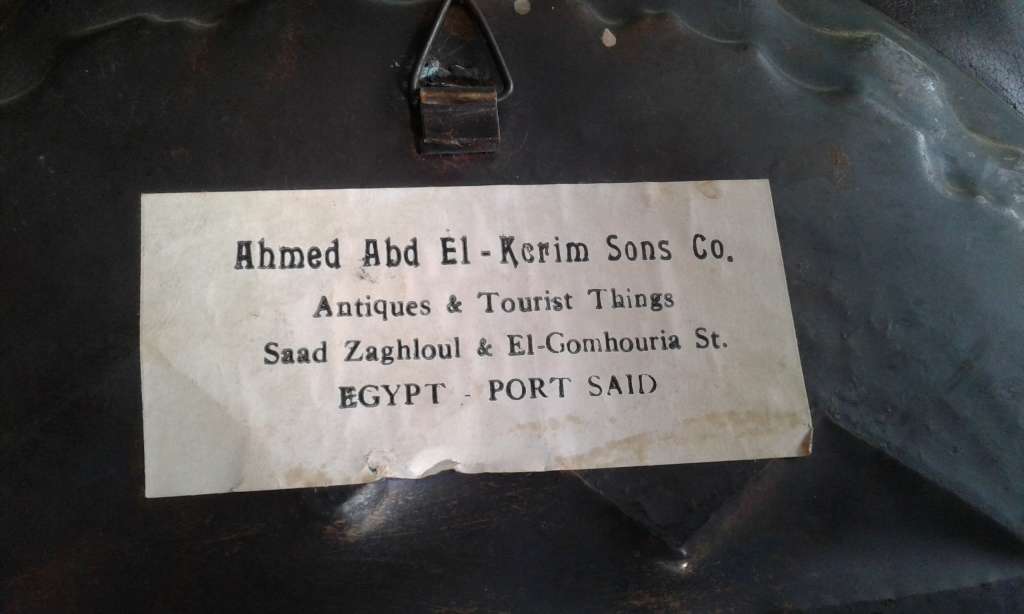 Ahmed Abd El - Kerim Sons Co.
Antiques & Tourist Things
Saad Zaghloul & El-Gomhouria St.
EGYPT - PORT SAID